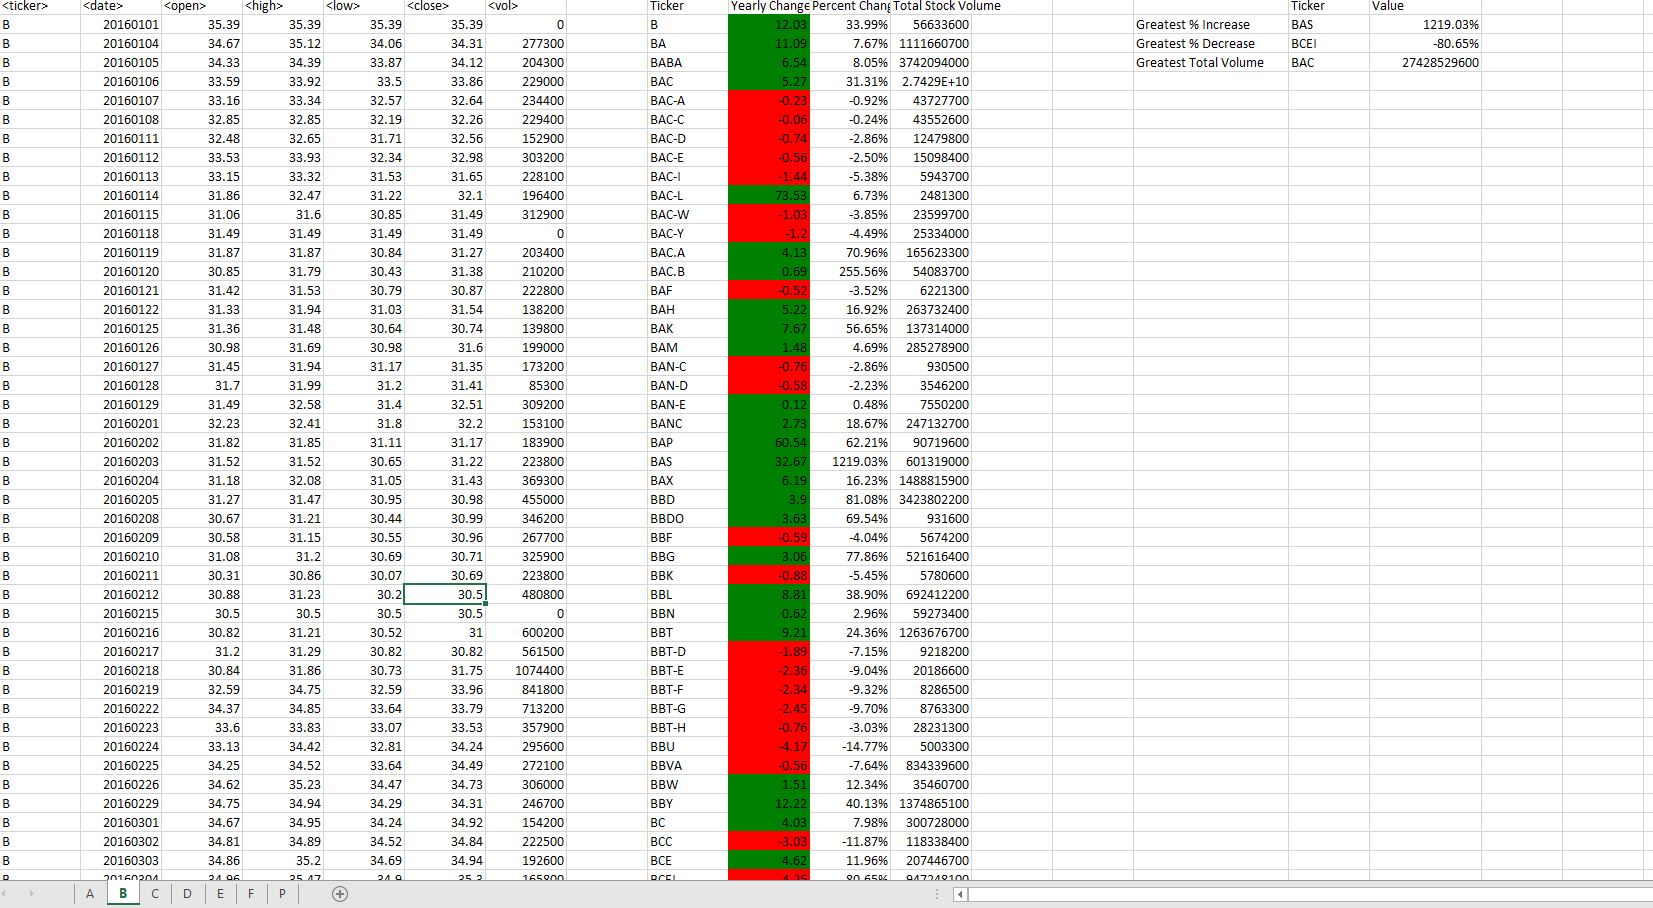 <ticker> <date> <open> <high> <low> <close> <vol> Ticker Yearly Change Percent Chang Total Stock Volume Ticker Value
B 20160101 35.39 35.39 35.39 35.39 0 B 12.03 33.99% 56633600 Greatest % Increase BAS 1219.03%
B 20160104 34.67 35.12 34.06 34.31 277300 BA 11.09 7.67% 1111660700 Greatest % Decrease BCEI -80.65%
B 20160105 34.33 34.39 33.87 34.12 204300 BABA 6.54 8.05% 3742094000 Greatest Total Volume BAC 27428529600
B 20160106 33.59 33.92 33.5 33.86 229000 BAC 5.27 31.31% 2.7429E+10
B 20160107 33.16 33.34 32.57 32.64 234400 BAC-A -0.23 -0.92% 43727700
B 20160108 32.85 32.85 32.19 32.26 229400 BAC-C -0.06 -0.24% 43552600
B 20160111 32.48 32.65 31.71 32.56 152900 BAC-D -0.74 -2.86% 12479800
B 20160112 33.53 33.93 32.34 32.98 303200 BAC-E -0.56 -2.50% 15098400
B 20160113 33.15 33.32 31.53 31.65 228100 BAC-I -1.44 -5.38% 5943700
B 20160114 31.86 32.47 31.22 32.1 196400 BAC-L 73.53 6.73% 2481300
B 20160115 31.06 31.6 30.85 31.49 312900 BAC-W -1.03 -3.85% 23599700
B 20160118 31.49 31.49 31.49 31.49 0 BAC-Y -1.2 -4.49% 25334000
B 20160119 31.87 31.87 30.84 31.27 203400 BAC.A 4.13 70.96% 165623300
B 20160120 30.85 31.79 30.43 31.38 210200 BAC.B 0.69 255.56% 54083700
B 20160121 31.42 31.53 30.79 30.87 222800 BAF -0.52 -3.52% 6221300
B 20160122 31.33 31.94 31.03 31.54 138200 BAH 5.22 16.92% 263732400
B 20160125 31.36 31.48 30.64 30.74 139800 BAK 7.67 56.65% 137314000
B 20160126 30.98 31.69 30.98 31.6 199000 BAM 1.48 4.69% 285278900
B 20160127 31.45 31.94 31.17 31.35 173200 BAN-C -0.76 -2.86% 930500
B 20160128 31.7 31.99 31.2 31.41 85300 BAN-D -0.58 -2.23% 3546200
B 20160129 31.49 32.58 31.4 32.51 309200 BAN-E 0.12 0.48% 7550200
B 20160201 32.23 32.41 31.8 32.2 153100 BANC 2.73 18.67% 247132700
B 20160202 31.82 31.85 31.11 31.17 183900 BAP 60.54 62.21% 90719600
B 20160203 31.52 31.52 30.65 31.22 223800 BAS 32.67 1219.03% 601319000
B 20160204 31.18 32.08 31.05 31.43 369300 BAX 6.19 16.23% 1488815900
B 20160205 31.27 31.47 30.95 30.98 455000 BBD 3.9 81.08% 3423802200
B 20160208 30.67 31.21 30.44 30.99 346200 BBDO 3.63 69.54% 931600
B 20160209 30.58 31.15 30.55 30.96 267700 BBF -0.59 -4.04% 5674200
B 20160210 31.08 31.2 30.69 30.71 325900 BBG 3.06 77.86% 521616400
B 20160211 30.31 30.86 30.07 30.69 223800 BBK -0.88 -5.45% 5780600
B 20160212 30.88 31.23 30.2 30.5 480800 BBL 8.81 38.90% 692412200
B 20160215 30.5 30.5 30.5 30.5 0 BBN 0.62 2.96% 59273400
B 20160216 30.82 31.21 30.52 31 600200 BBT 9.21 24.36% 1263676700
B 20160217 31.2 31.29 30.82 30.82 561500 BBT-D -1.89 -7.15% 9218200
B 20160218 30.84 31.86 30.73 31.75 1074400 BBT-E -2.36 -9.04% 20186600
B 20160219 32.59 34.75 32.59 33.96 841800 BBT-F -2.34 -9.32% 8286500
B 20160222 34.37 34.85 33.64 33.79 713200 BBT-G -2.45 -9.70% 8763300
B 20160223 33.6 33.83 33.07 33.53 357900 BBT-H -0.76 -3.03% 28231300
B 20160224 33.13 34.42 32.81 34.24 295600 BBU -4.17 -14.77% 5003300
B 20160225 34.25 34.52 33.64 34.49 272100 BBVA -0.56 -7.64% 834339600
B 20160226 34.62 35.23 34.47 34.73 306000 BBW 1.51 12.34% 35460700
B 20160229 34.75 34.94 34.29 34.31 246700 BBY 12.22 40.13% 1374865100
B 20160301 34.67 34.95 34.24 34.92 154200 BC 4.03 7.98% 300728000
B 20160302 34.81 34.89 34.52 34.84 222500 BCC -3.03 -11.87% 118338400
B 20160303 34.86 35.2 34.69 34.94 192600 BCE 4.62 11.96% 207446700
B 20160304 34.96 35.47 34.9 35.3 165800 BCEI
A B C D E F P